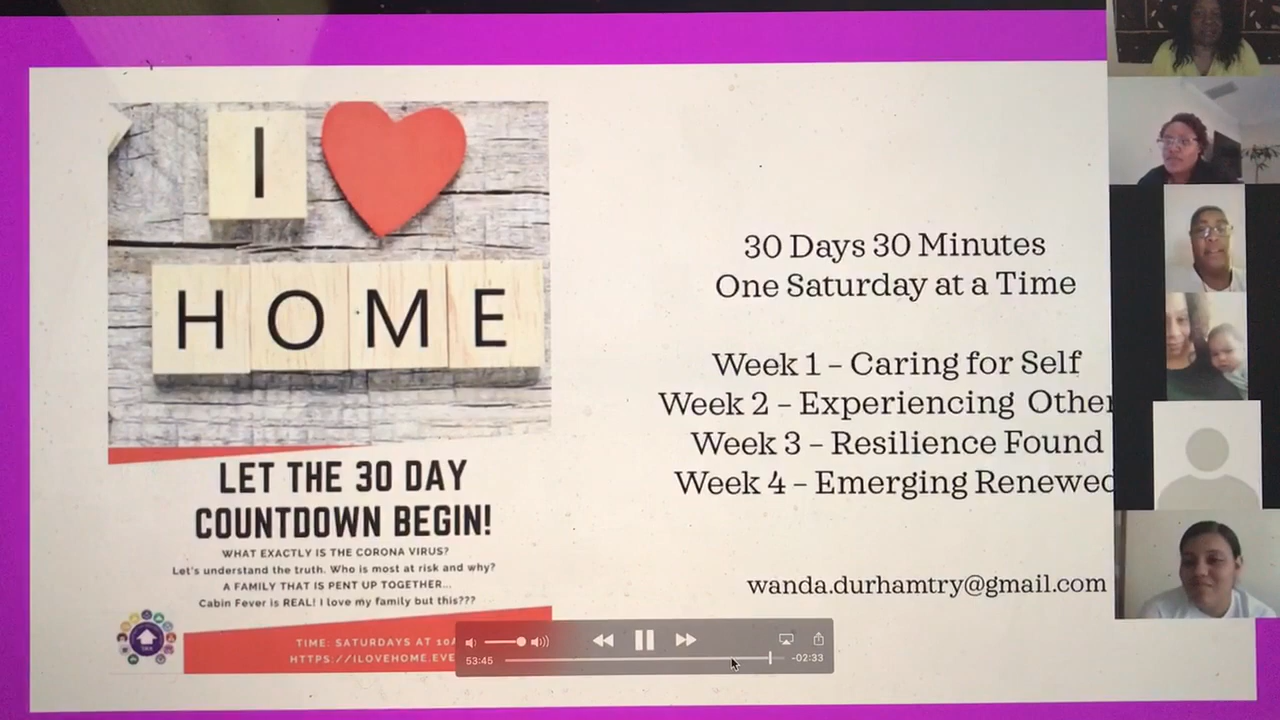 I
HOME
LET THE 30 DAY
COUNTDOWN BEGIN!
WHAT EXACTLY IS THE CORONA VIRUS?
Let's understand the truth. Who is most at risk and why?
A FAMILY THAT IS PENT UP TOGETHER...
Cabin Fever is REAL! I love my family but this???
TIME: SATURDAYS AT 10A
HTTPS://ILOVEHOME.EVE
30 Days 30 Minutes
One Saturday at a Time
Week 1 – Caring for Self
Week 2 – Experiencing Other
Week 3 – Resilience Found
Week 4 – Emerging Renewed
wanda.durhamtry@gmail.com
53:45
-02:33